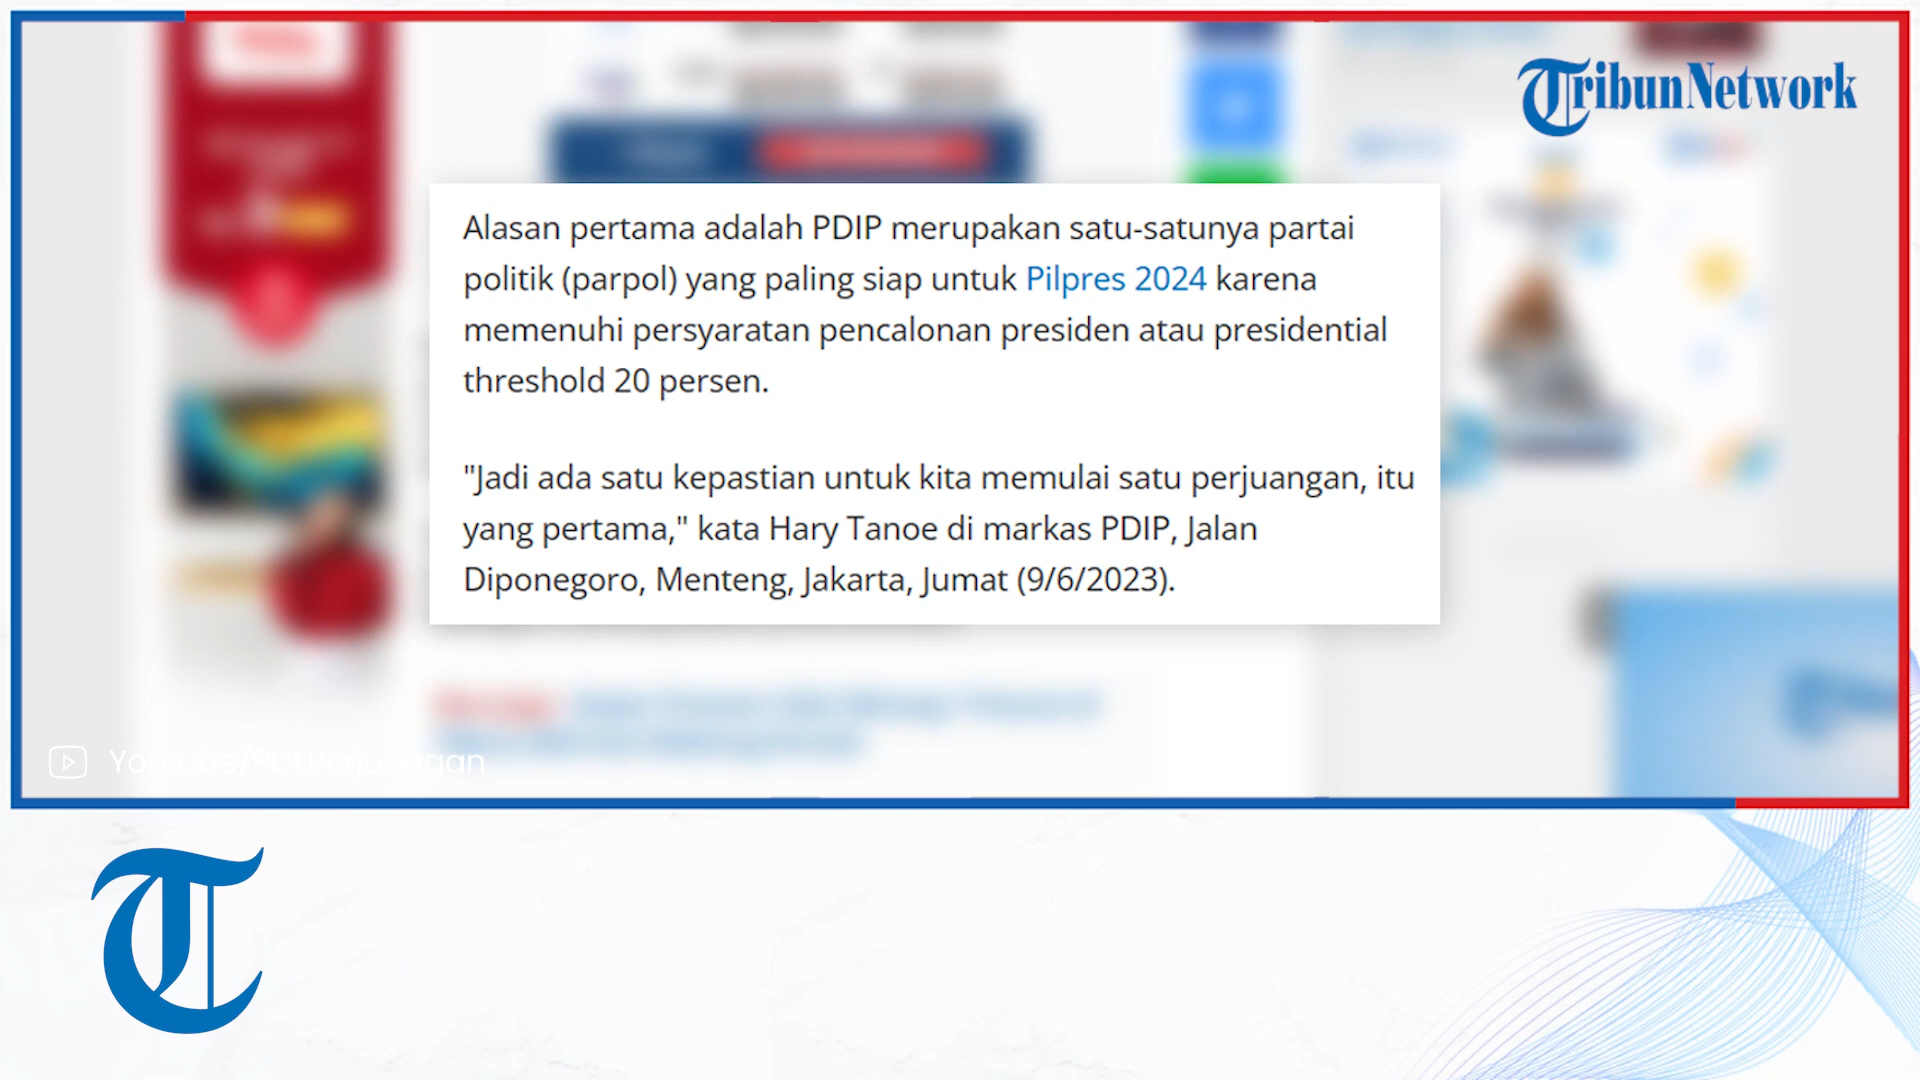 TribunNetwork
Alasan pertama adalah PDIP merupakan satu-satunya partai
politik (parpol) yang paling siap untuk Pilpres 2024 karena
memenuhi persyaratan pencalonan presiden atau presidential
threshold 20 persen.
"Jadi ada satu kepastian untuk kita memulai satu perjuangan, itu
yang pertama," kata Hary Tanoe di markas PDIP, Jalan
Diponegoro, Menteng, Jakarta, Jumat (9/6/2023).
Youtube/PDI Perjuangan
T